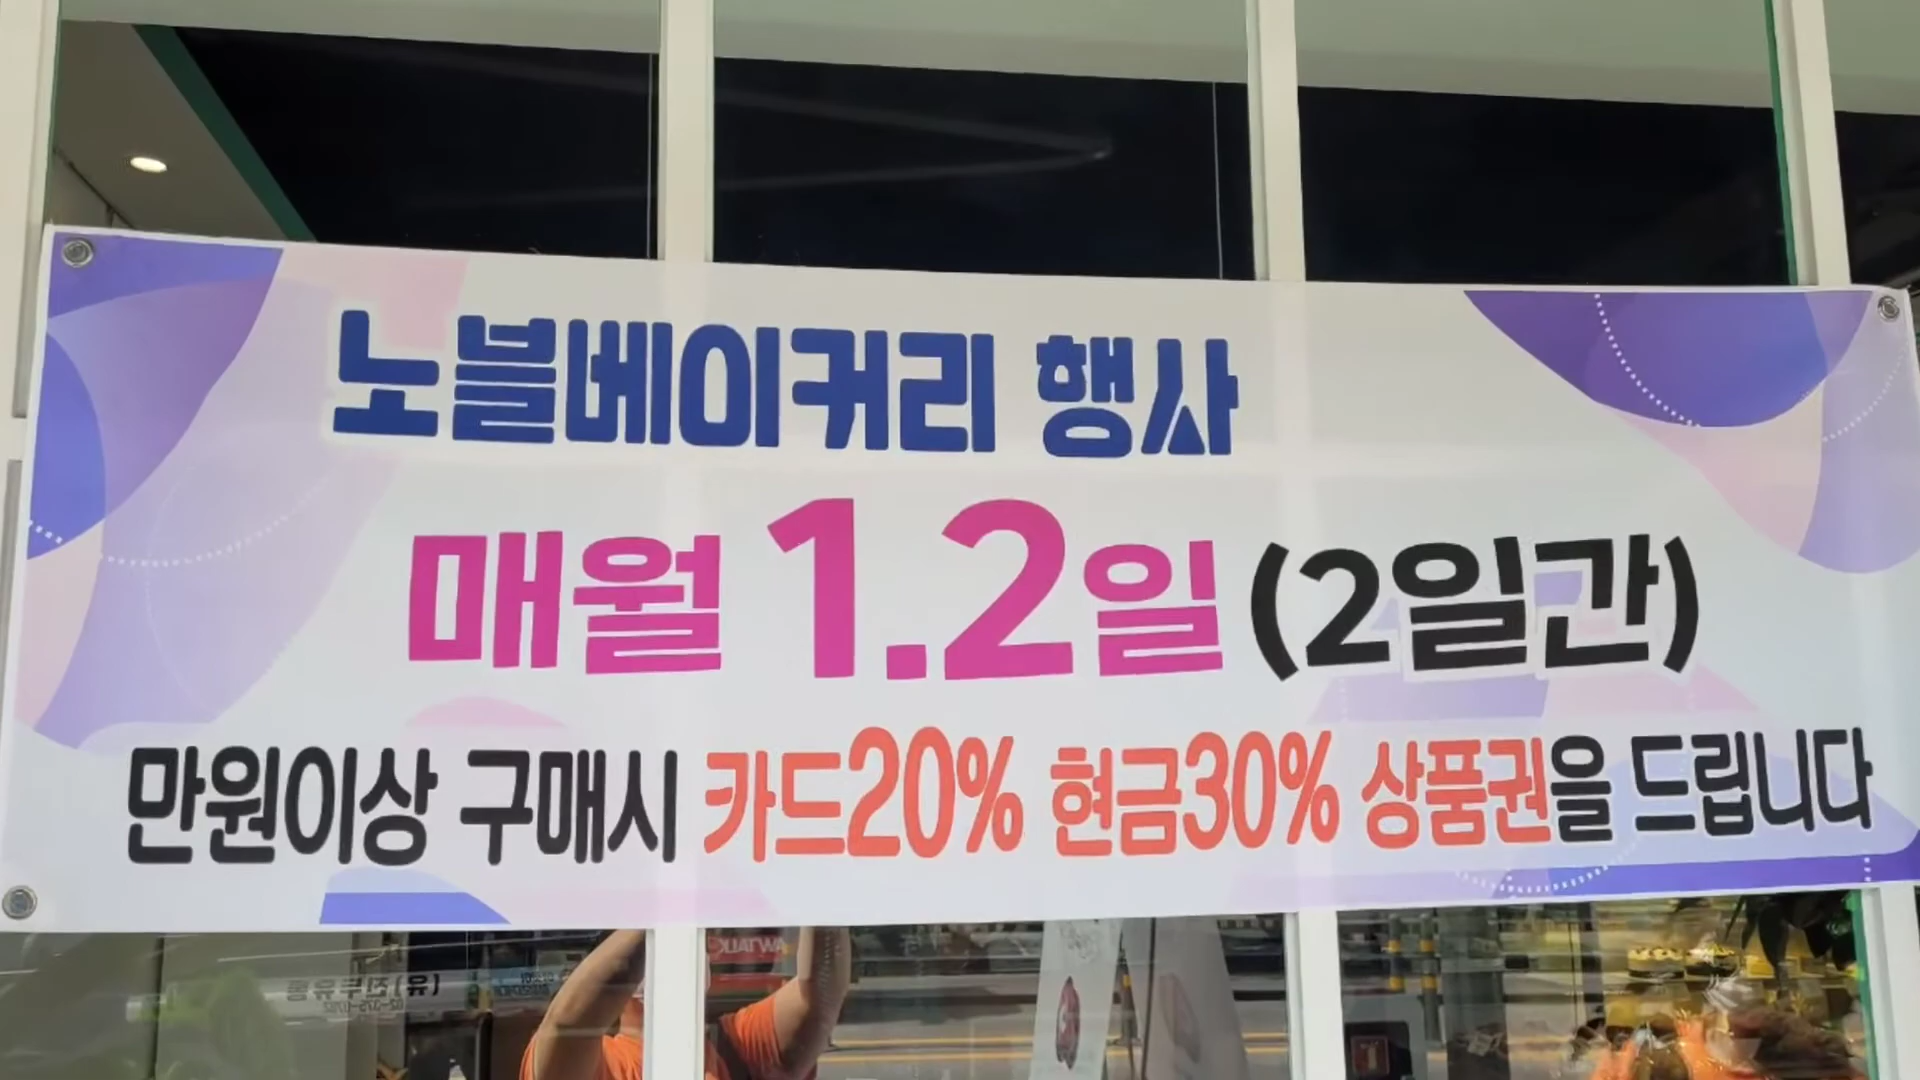 노블베이커리 행사
매월 1.2일 (2일간)
만원이상 구매시 카드20% 현금30% 상품권을 드립니다